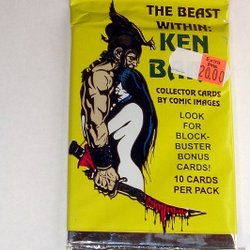 THE BEAST
WITHIN:
KEN
COLLECTOR CARDS
BY COMIC IMAGES
20.00
LOOK
FOR
BLOCK-
BUSTER
BONUS
CARDS!
10 CARDS
PER PACK